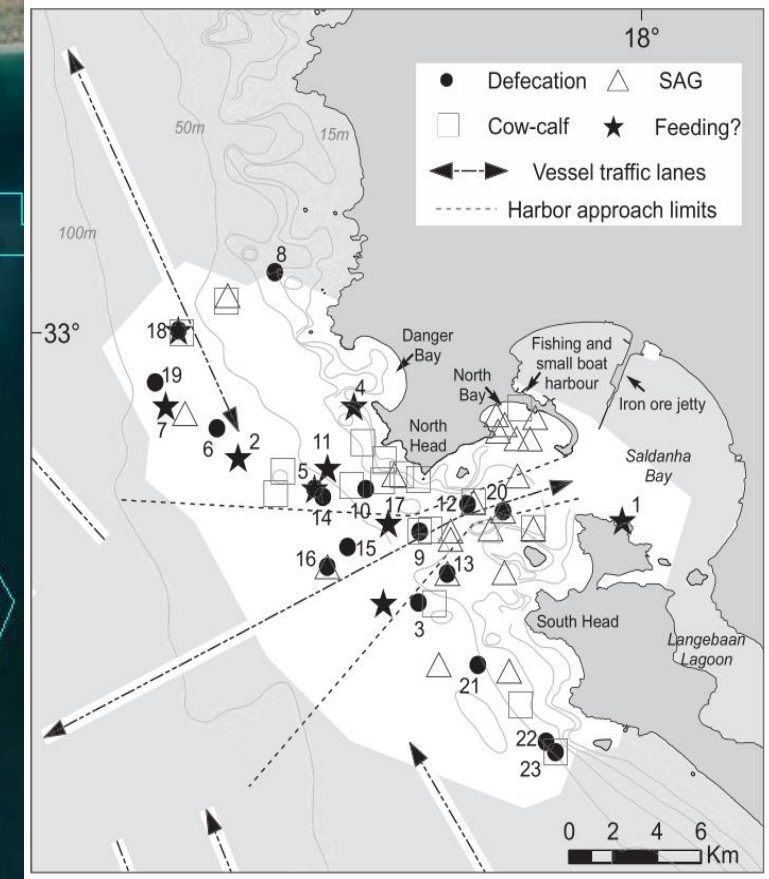 18°
Defecation
SAG
Cow-calf
Feeding?
Vessel traffic lanes
Harbor approach limits
50m
15m
100m
8
33°
18
Danger
Bay
Fishing and
small boat
harbour
North
Bay
Iron ore jetty
19
4
7
6
2
North
Head
11
Saldanha
Bay
5
14
10
17
12
20
1
9
15
16
13
3
South Head
Langebaan
Lagoon
21
22
23
0 2 4 6
Km